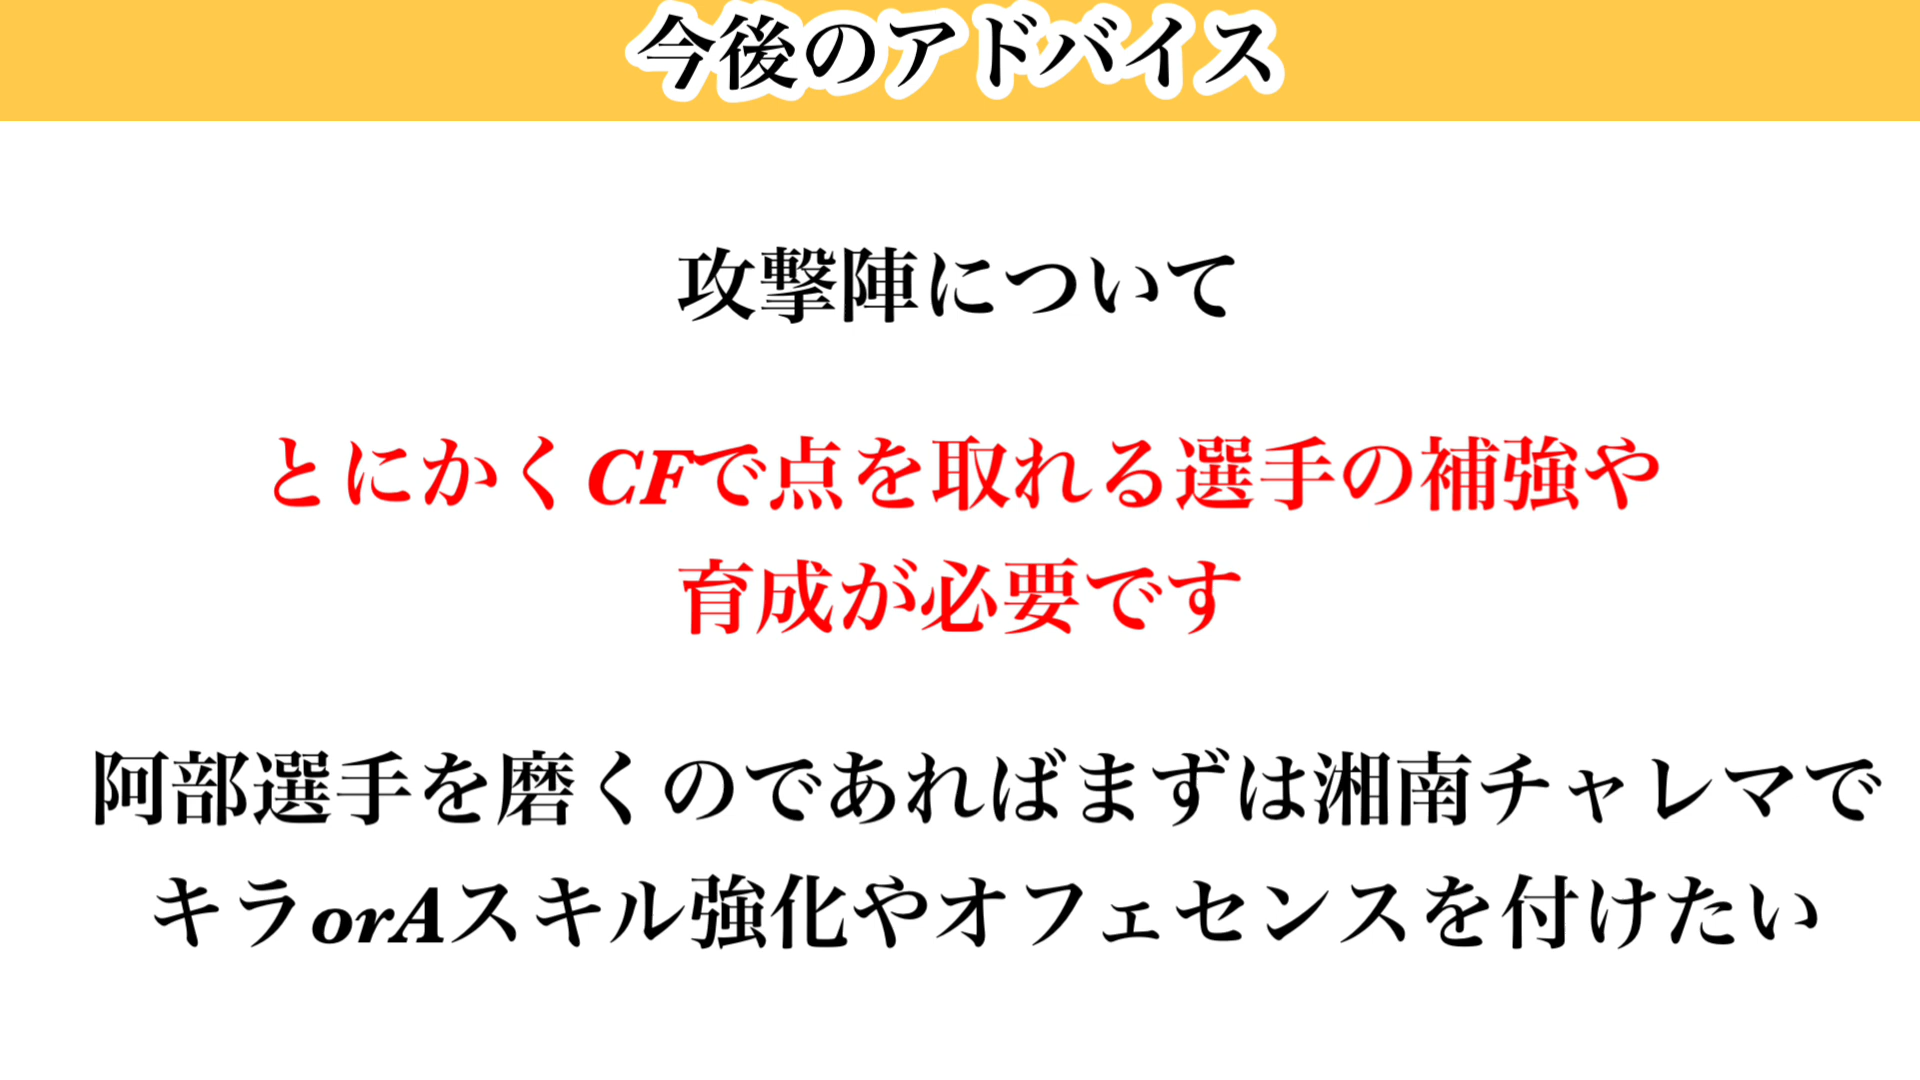 今後のアドバイス
攻撃陣について
とにかくCFで点を取れる選手の補強や
育成が必要です
阿部選手を磨くのであればまずは湘南チャレマで
キラorAスキル強化やオフェセンスを付けたい